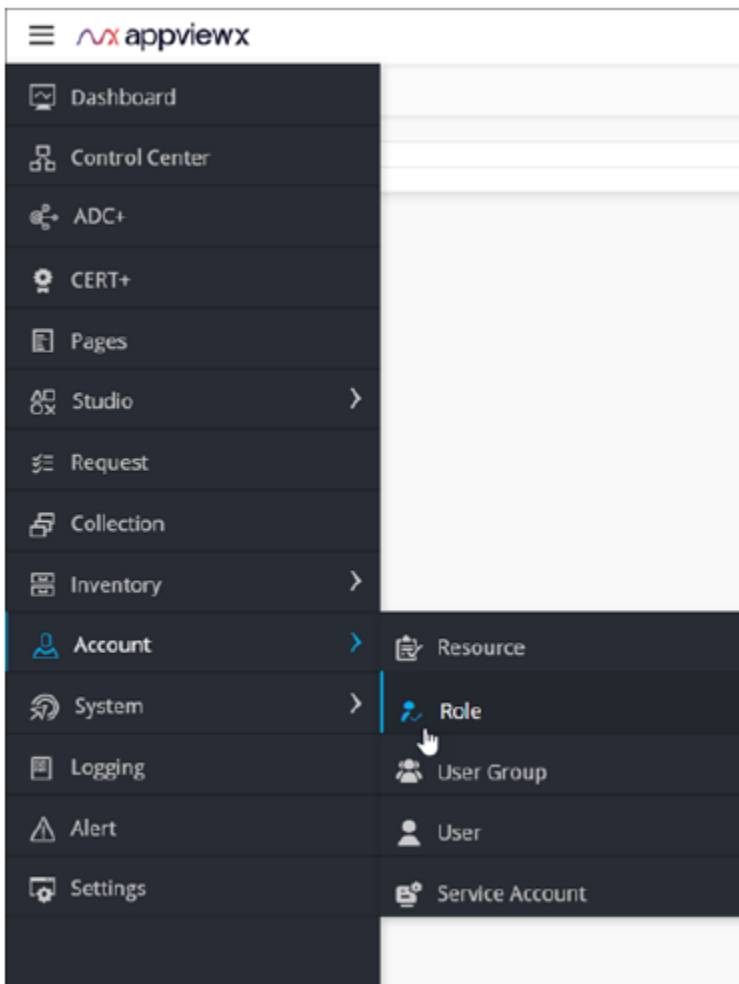 appviewx
Dashboard
Control Center
ADC+
CERT+
Pages
Studio
Request
Collection
Inventory
Account
Resource
Role
User Group
User
Service Account
System
Logging
Alert
Settings